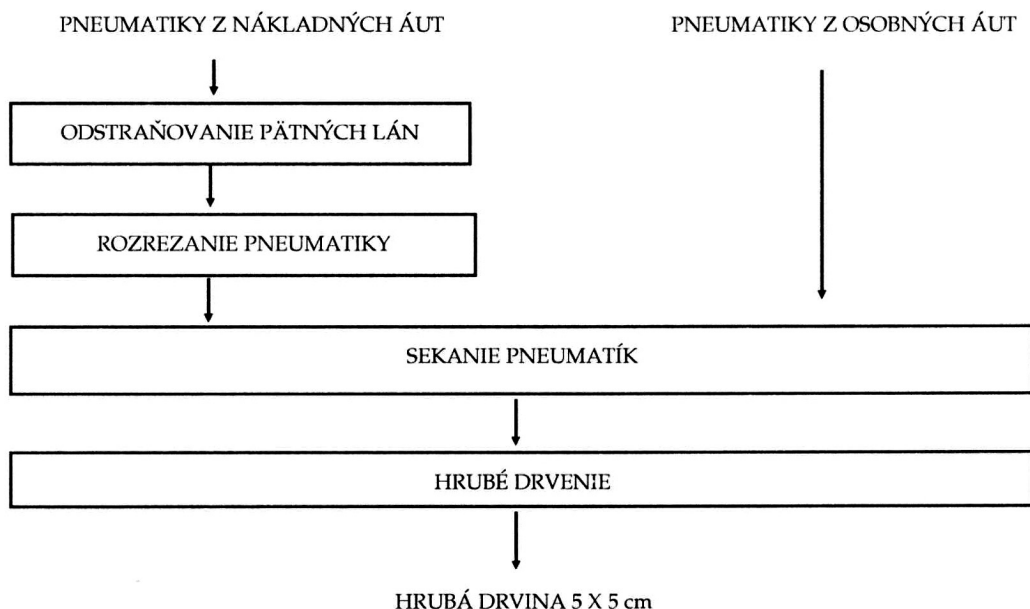 PNEUMATIKY Z NÁKLADNÝCH ÁUT
PNEUMATIKY Z OSOBNÝCH ÁUT
ODSTRAŇOVANIE PÄTNÝCH LÁN
ROZREZANIE PNEUMATIKY
SEKANIE PNEUMATÍK
HRUBÉ DRVENIE
HRUBÁ DRVINA 5 X 5 cm